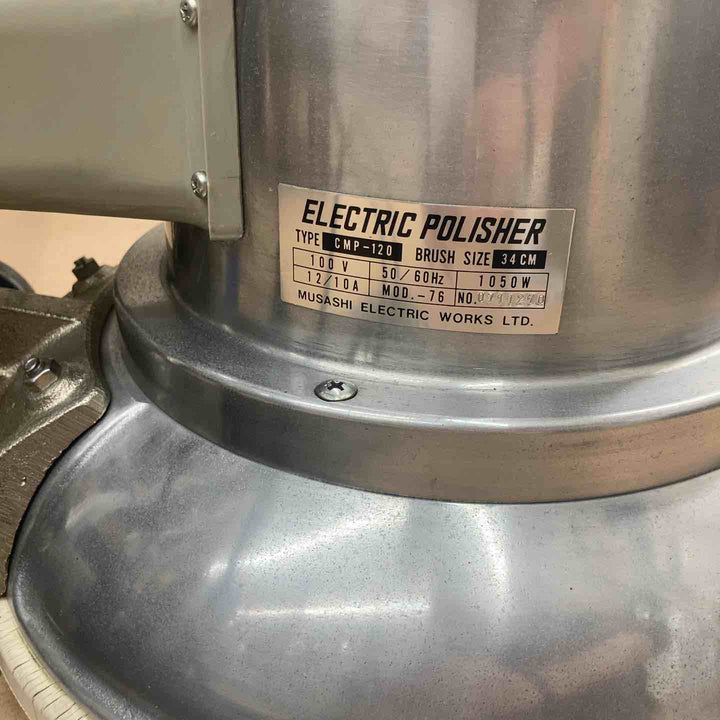 ELECTRIC POLISHER
TYPE CMP-120 BRUSH SIZE 34CM
100V 50/60Hz 1050W
12/10A MOD.-76 NO.
MUSASHI ELECTRIC WORKS LTD.